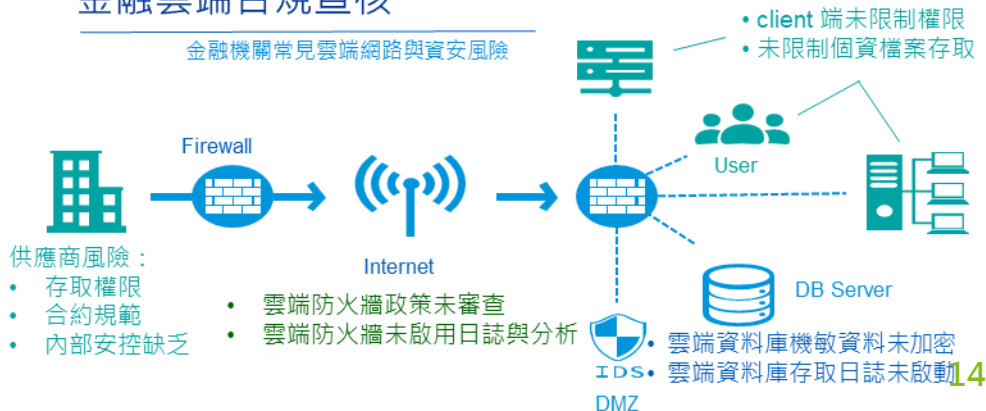 金融雲端合規查核
金融機關常見雲端網路與資安風險
• client 端未限制權限
• 未限制個資檔案存取
Firewall
User
供應商風險：
• 存取權限
• 合約規範
• 內部安控缺乏
Internet
• 雲端防火牆政策未審查
• 雲端防火牆未啟用日誌與分析
DB Server
• 雲端資料庫機敏資料未加密
• 雲端資料庫存取日誌未啟動
IDS
DMZ
14